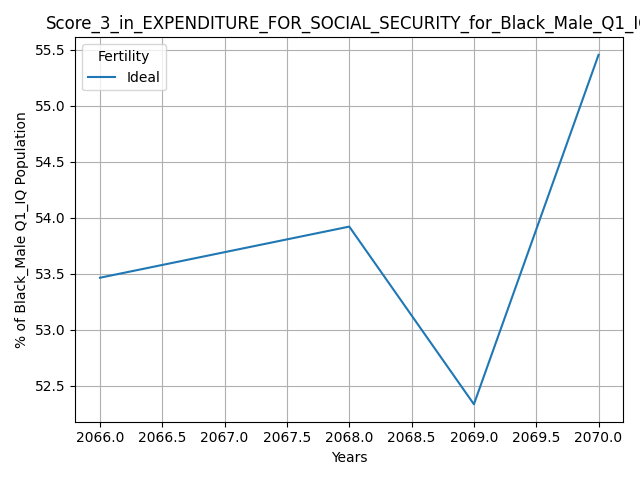 Score_3_in_EXPENDITURE_FOR_SOCIAL_SECURITY_for_Black_Male_Q1_IQ
Fertility
Ideal
% of Black_Male Q1_IQ Population
55.5
55.0
54.5
54.0
53.5
53.0
52.5
2066.0 2066.5 2067.0 2067.5 2068.0 2068.5 2069.0 2069.5 2070.0
Years